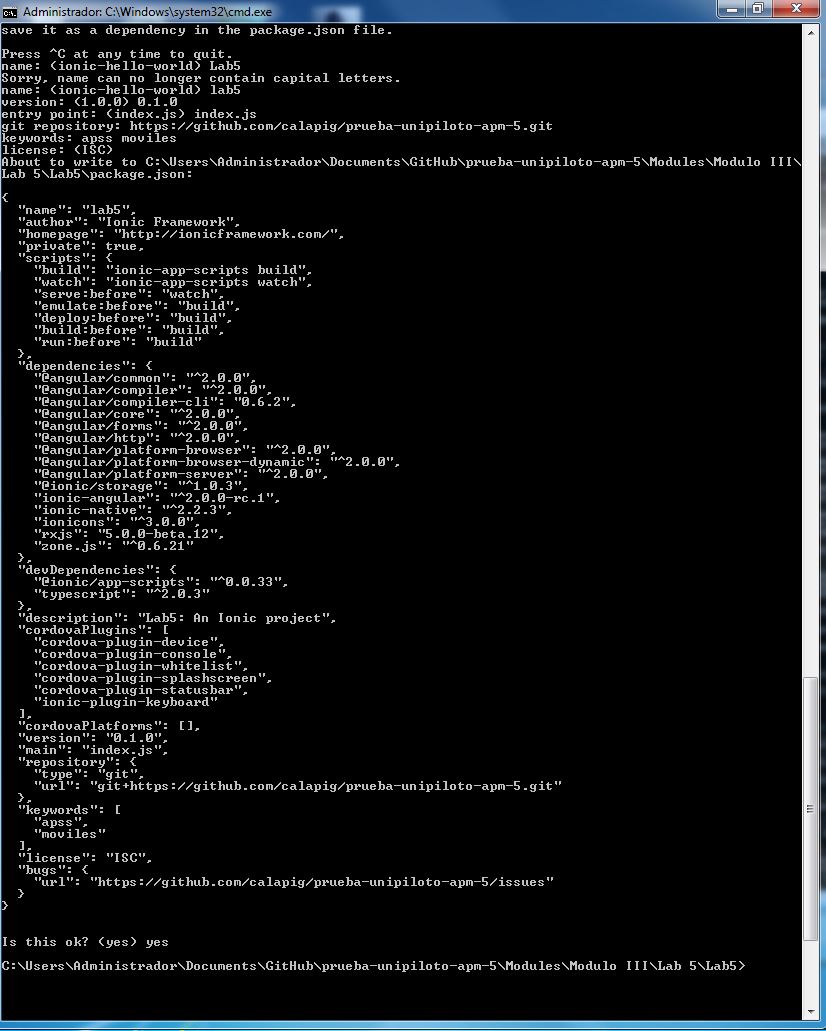 Administrador: C:\Windows\system32\cmd.exe
save it as a dependency in the package.json file.
Press ^C at any time to quit.
name: (ionic-hello-world) Lab5
Sorry, name can no longer contain capital letters.
name: (ionic-hello-world) lab5
version: (1.0.0) 0.1.0
entry point: (index.js) index.js
git repository: https://github.com/calapig/prueba-unipiloto-apm-5.git
keywords: apss moviles
license: (ISC)
About to write to C:\Users\Administrador\Documents\GitHub\prueba-unipiloto-apm-5\Modules\Modulo III\
Lab 5\Lab5\package.json:
{
  "name": "lab5",
  "author": "Ionic Framework",
  "homepage": "http://ionicframework.com/",
  "private": true,
  "scripts": {
    "build": "ionic-app-scripts build",
    "watch": "ionic-app-scripts watch",
    "serve:before": "watch",
    "emulate:before": "build",
    "deploy:before": "build",
    "build:before": "build",
    "run:before": "build"
  },
  "dependencies": {
    "@angular/common": "^2.0.0",
    "@angular/compiler": "^2.0.0",
    "@angular/compiler-cli": "0.6.2",
    "@angular/core": "^2.0.0",
    "@angular/forms": "^2.0.0",
    "@angular/http": "^2.0.0",
    "@angular/platform-browser": "^2.0.0",
    "@angular/platform-browser-dynamic": "^2.0.0",
    "@angular/platform-server": "^2.0.0",
    "@ionic/storage": "^1.0.3",
    "ionic-angular": "^2.0.0-rc.1",
    "ionic-native": "^2.2.3",
    "ionicons": "^3.0.0",
    "rxjs": "5.0.0-beta.12",
    "zone.js": "^0.6.21"
  },
  "devDependencies": {
    "@ionic/app-scripts": "^0.0.33",
    "typescript": "^2.0.3"
  },
  "description": "Lab5: An Ionic project",
  "cordovaPlugins": [
    "cordova-plugin-device",
    "cordova-plugin-console",
    "cordova-plugin-whitelist",
    "cordova-plugin-splashscreen",
    "cordova-plugin-statusbar",
    "ionic-plugin-keyboard"
  ],
  "cordovaPlatforms": [],
  "version": "0.1.0",
  "main": "index.js",
  "repository": {
    "type": "git",
    "url": "git+https://github.com/calapig/prueba-unipiloto-apm-5.git"
  },
  "keywords": [
    "apss",
    "moviles"
  ],
  "license": "ISC",
  "bugs": {
    "url": "https://github.com/calapig/prueba-unipiloto-apm-5/issues"
  }
}
Is this ok? (yes) yes
C:\Users\Administrador\Documents\GitHub\prueba-unipiloto-apm-5\Modules\Modulo III\Lab 5\Lab5>